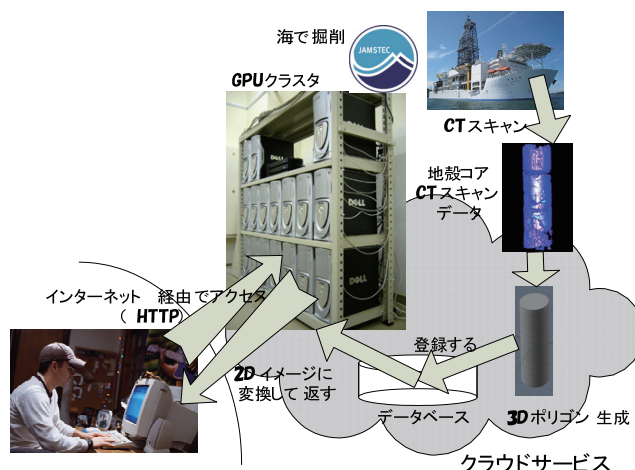 海で掘削
JAMSTEC
GPUクラスタ
CTスキャン
地殻コア
CTスキャン
データ
DELL
DELL
DELL
インターネット 経由でアクセス
( HTTP)
登録する
2Dイメージに
変換して 返す
データベース
3Dポリゴン 生成
クラウドサービス